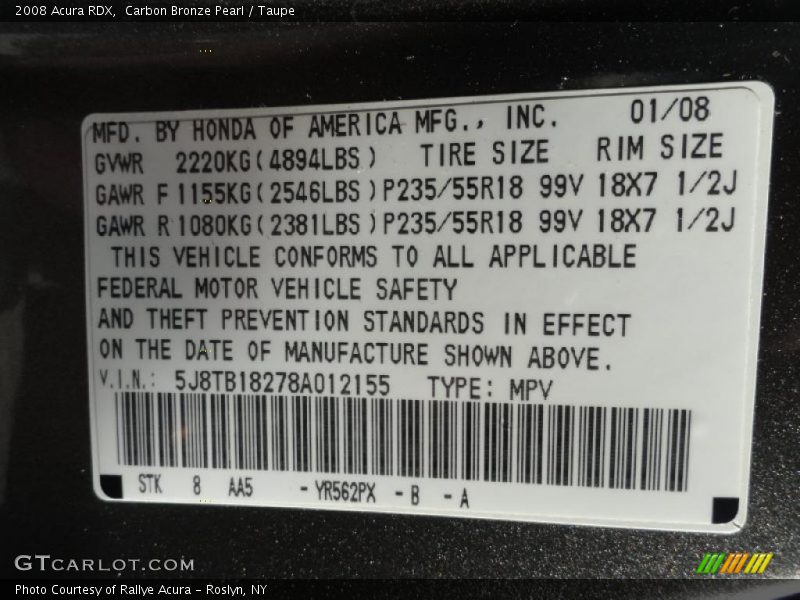 2008 Acura RDX,  Carbon Bronze Pearl / Taupe
MFD. BY HONDA OF AMERICA MFG., INC. 01/08
GVWR 2220KG(4894LBS) TIRE SIZE RIM SIZE
GAWR F 1155KG(2546LBS)P235/55R18 99V 18X7 1/2J
GAWR R 1080KG(2381LBS)P235/55R18 99V 18X7 1/2J
THIS VEHICLE CONFORMS TO ALL APPLICABLE
FEDERAL MOTOR VEHICLE SAFETY
AND THEFT PREVENTION STANDARDS IN EFFECT
ON THE DATE OF MANUFACTURE SHOWN ABOVE.
V.I.N.: 5J8TB18278A012155 TYPE: MPV
STK 8 AA5 -YR562PX -B -A
GTCARLOT.COM
Photo Courtesy of Rallye Acura – Roslyn, NY